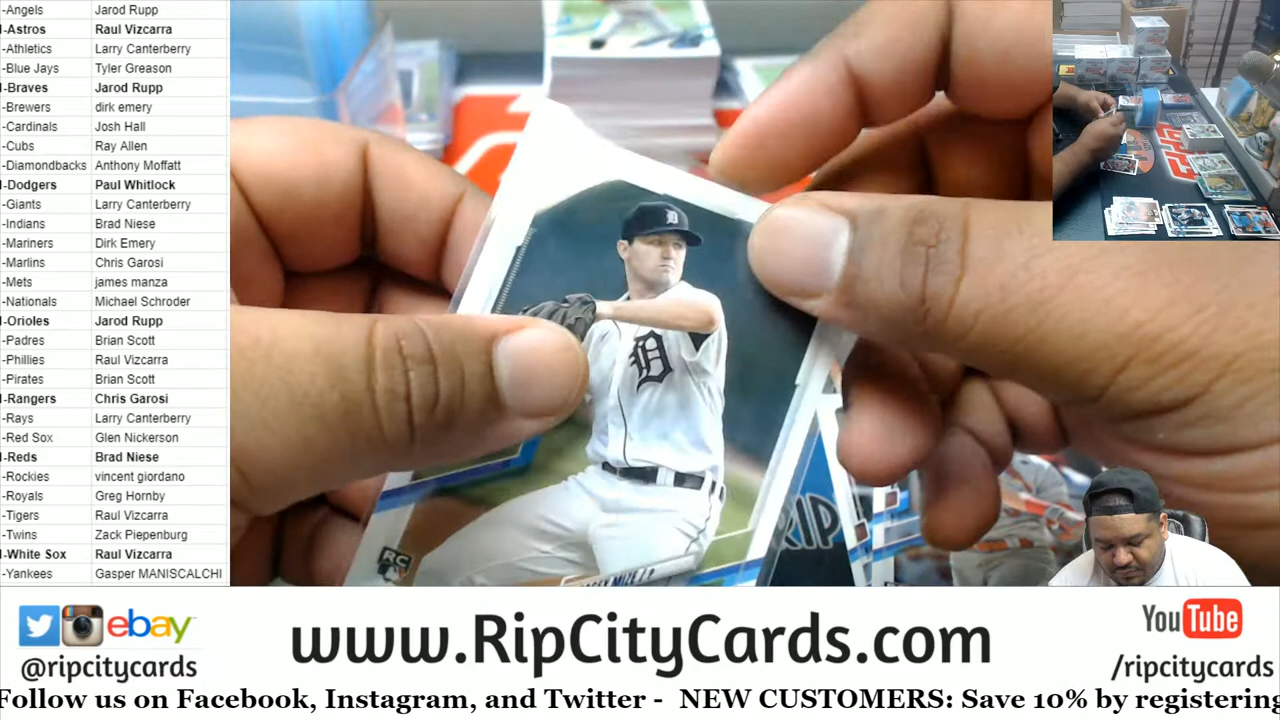 -Angels Jarod Rupp
-Astros Raul Vizcarra
-Athletics Larry Canterberry
-Blue Jays Tyler Greason
-Braves Jarod Rupp
-Brewers dirk emery
-Cardinals Josh Hall
-Cubs Ray Allen
-Diamondbacks Anthony Moffatt
-Dodgers Paul Whitlock
-Giants Larry Canterberry
-Indians Brad Niese
-Mariners Dirk Emery
-Marlins Chris Garosi
-Mets james manza
-Nationals Michael Schroder
-Orioles Jarod Rupp
-Padres Brian Scott
-Phillies Raul Vizcarra
-Pirates Brian Scott
-Rangers Chris Garosi
-Rays Larry Canterberry
-Red Sox Glen Nickerson
-Reds Brad Niese
-Rockies vincent giordano
-Royals Greg Hornby
-Tigers Raul Vizcarra
-Twins Zack Piepenburg
-White Sox Raul Vizcarra
-Yankees Gasper MANISCALCHI
D
D
RC
RIP
ebay
@ripcitycards
www.RipCityCards.com
YouTube
/ripcitycards
Follow us on Facebook, Instagram, and Twitter - NEW CUSTOMERS: Save 10% by registering